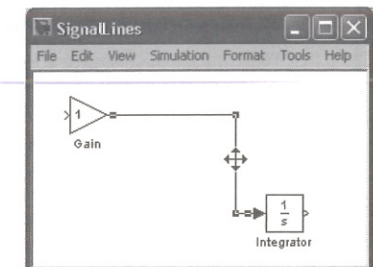 SignalLines
File Edit View Simulation Format Tools Help
1
Gain
1
s
Integrator